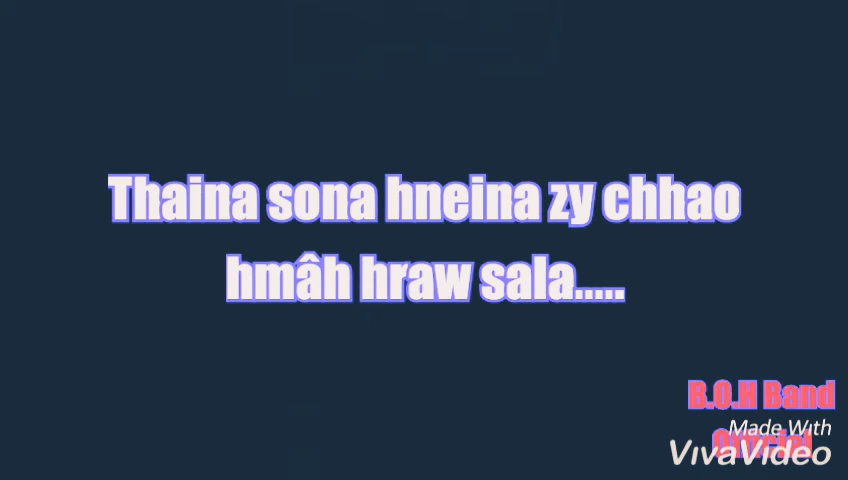 Thaina sona hneina zy chhao
hmâh hraw sala.....
B.O.H Band
Made With
Official
VivaVideo